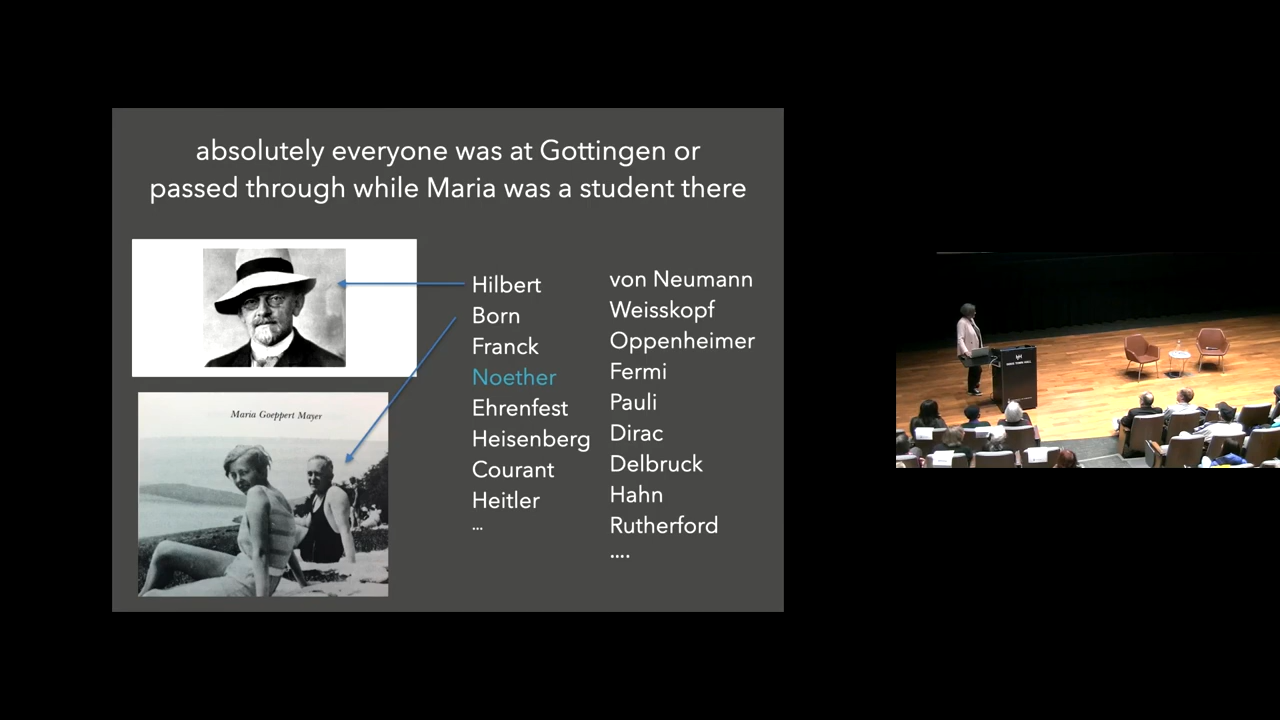 absolutely everyone was at Gottingen or
passed through while Maria was a student there
Maria Goeppert Mayer
Hilbert
Born
Franck
Noether
Ehrenfest
Heisenberg
Courant
Heitler
...
von Neumann
Weisskopf
Oppenheimer
Fermi
Pauli
Dirac
Delbruck
Hahn
Rutherford
....